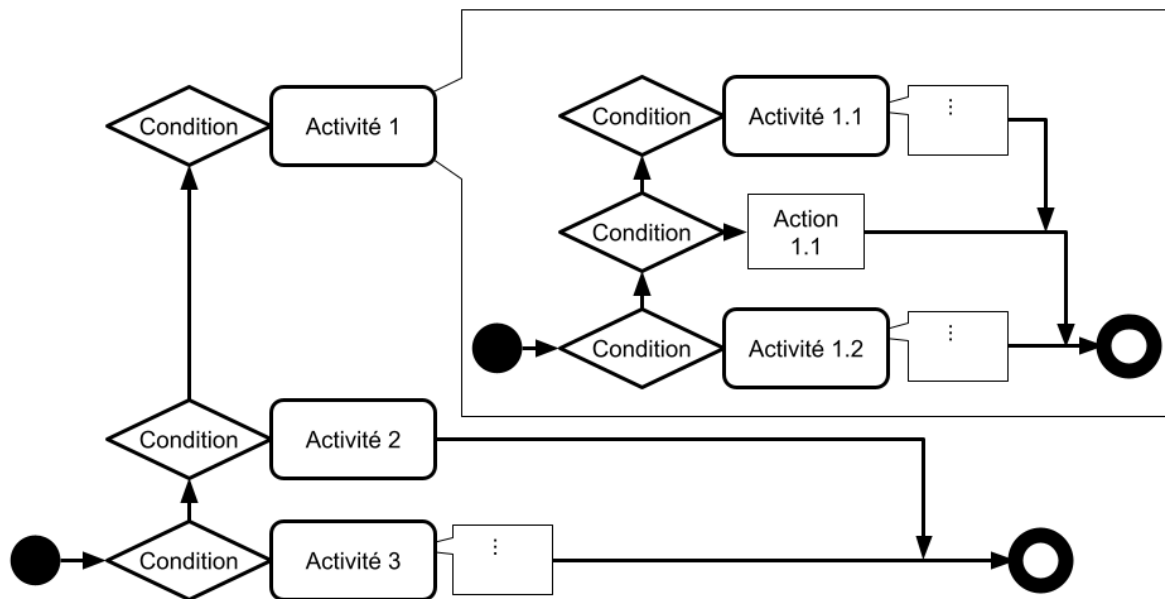 Condition
Activité 1
Condition
Activité 1.1
⋮
Condition
Action
1.1
Condition
Activité 1.2
⋮
Condition
Activité 2
Condition
Activité 3
⋮